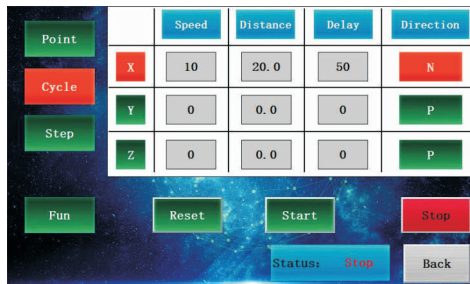 Point
Cycle
Step
Speed Distance Delay Direction
X 10 20.0 50 N
Y 0 0.0 0 P
Z 0 0.0 0 P
Fun Reset Start Stop
Status: Stop Back